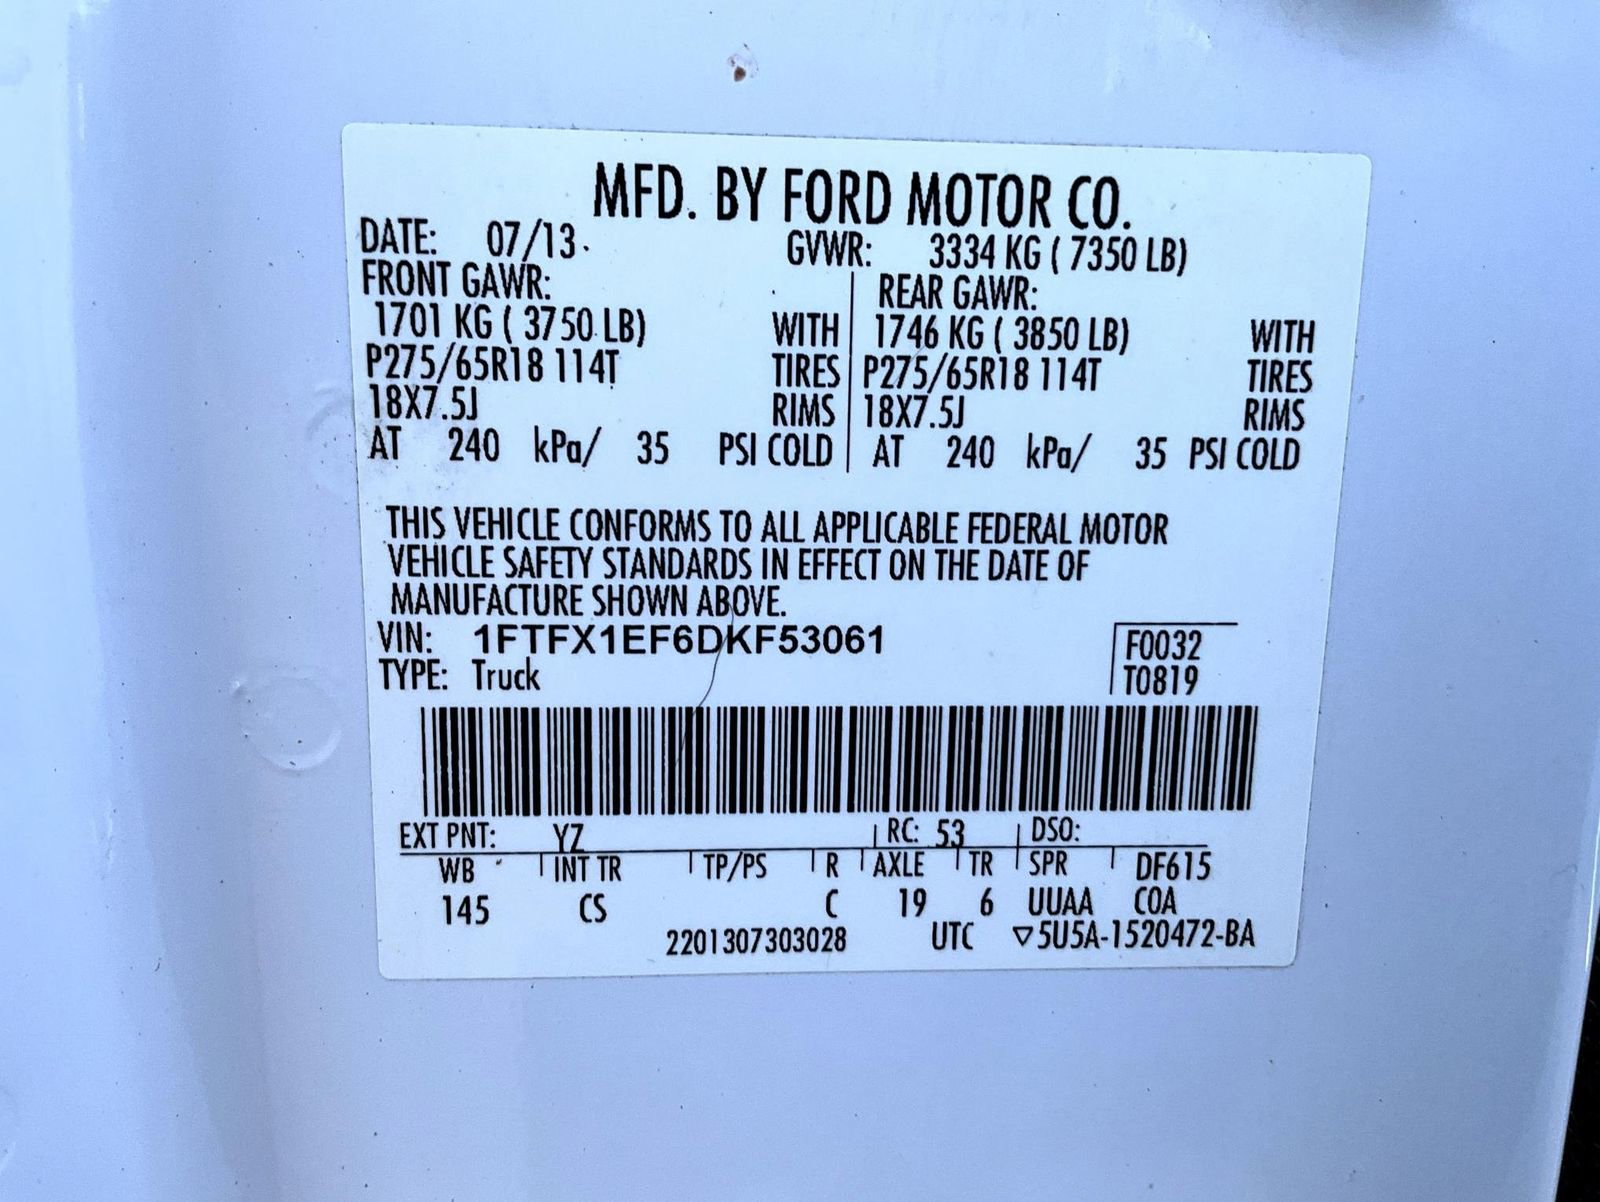 MFD. BY FORD MOTOR CO.
DATE: 07/13 GVWR: 3334 KG ( 7350 LB)
FRONT GAWR: REAR GAWR:
1701 KG ( 3750 LB) WITH 1746 KG ( 3850 LB) WITH
P275/65R18 114T TIRES P275/65R18 114T TIRES
18X7.5J RIMS 18X7.5J RIMS
AT 240 kPa/ 35 PSI COLD AT 240 kPa/ 35 PSI COLD
THIS VEHICLE CONFORMS TO ALL APPLICABLE FEDERAL MOTOR
VEHICLE SAFETY STANDARDS IN EFFECT ON THE DATE OF
MANUFACTURE SHOWN ABOVE.
VIN: 1FTFX1EF6DKF53061 F0032
TYPE: Truck T0819
EXT PNT: YZ RC: 53 DSO:
WB INT TR TP/PS R AXLE TR SPR DF615
145 CS C 19 6 UUAA COA
2201307303028 UTC ▽5U5A-1520472-BA